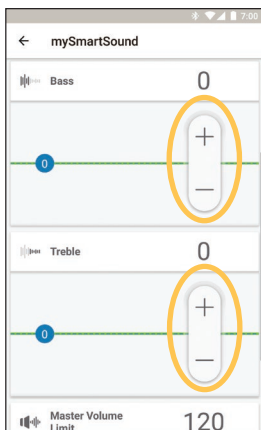 7:00
← mySmartSound
Bass 0
+
0
−
Treble 0
+
0
−
Master Volume
Limit 120